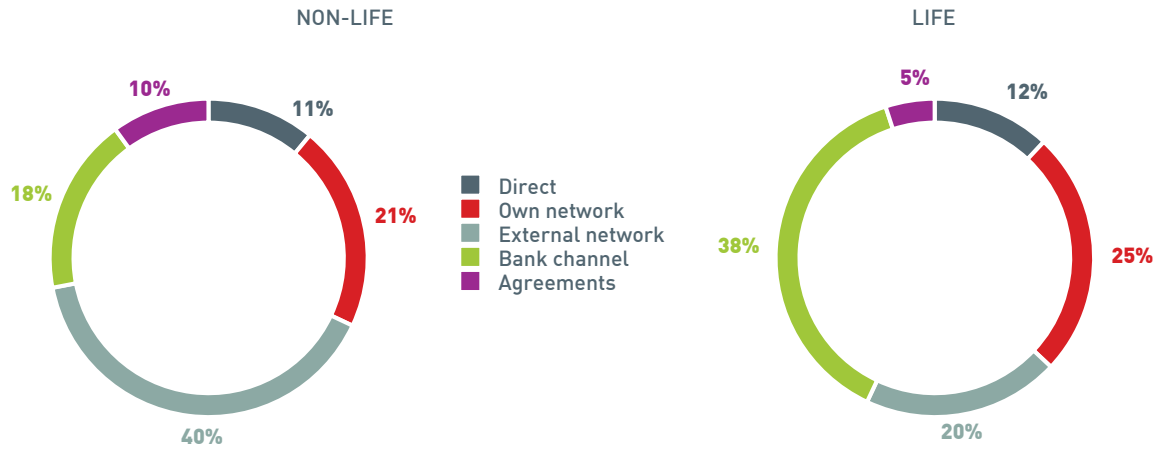 NON-LIFE
10%
11%
18%
21%
40%
Direct
Own network
External network
Bank channel
Agreements
LIFE
5%
12%
38%
25%
20%